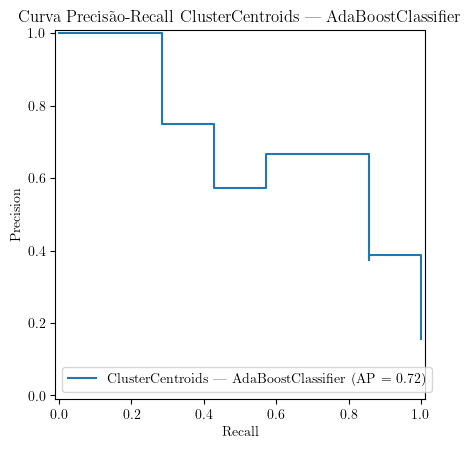 Curva Precisão-Recall ClusterCentroids — AdaBoostClassifier
1.0
0.8
0.6
0.4
0.2
0.0
Precision
ClusterCentroids — AdaBoostClassifier (AP = 0.72)
0.0 0.2 0.4 0.6 0.8 1.0
Recall